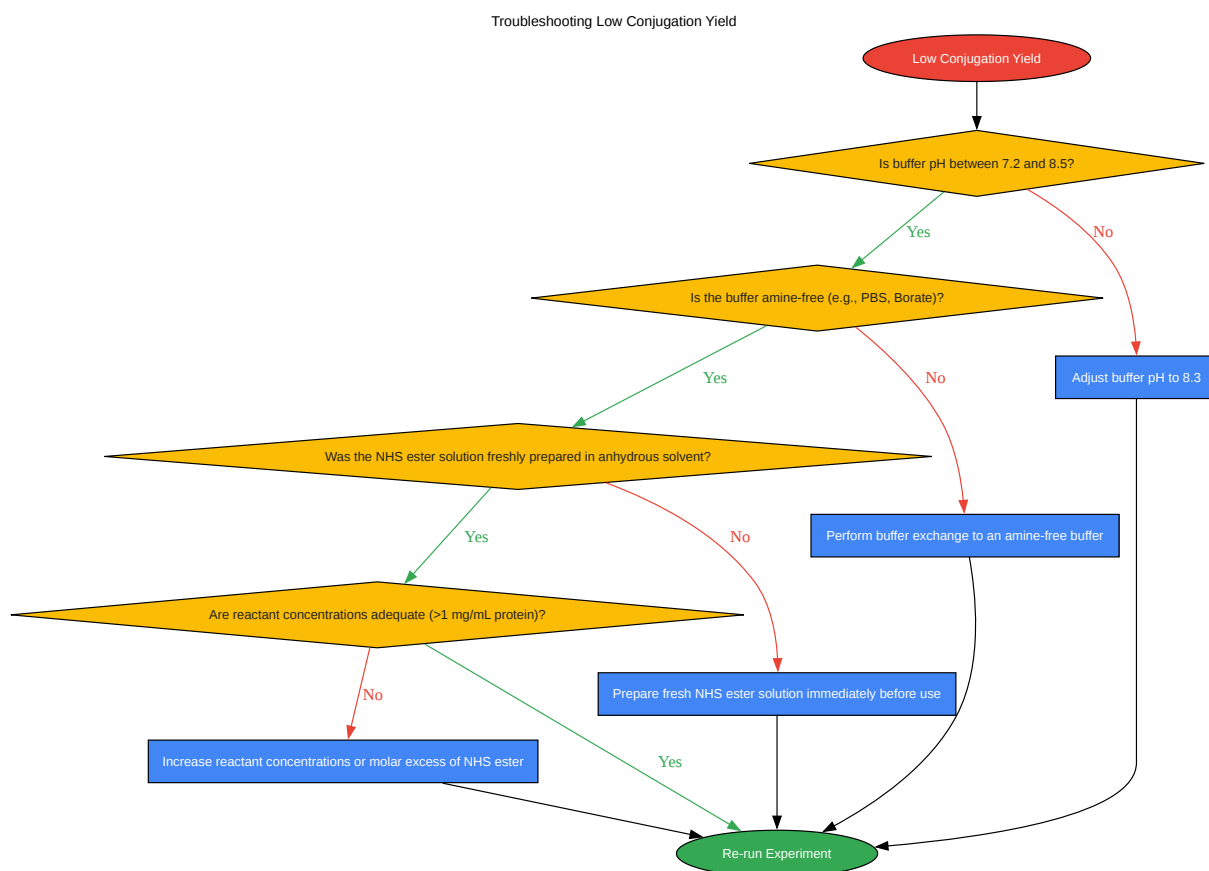 Troubleshooting Low Conjugation Yield
Low Conjugation Yield
Is buffer pH between 7.2 and 8.5?
Yes
No
Is the buffer amine-free (e.g., PBS, Borate)?
Yes
No
Adjust buffer pH to 8.3
Was the NHS ester solution freshly prepared in anhydrous solvent?
Yes
No
Perform buffer exchange to an amine-free buffer
Are reactant concentrations adequate (>1 mg/mL protein)?
No
Yes
Prepare fresh NHS ester solution immediately before use
Increase reactant concentrations or molar excess of NHS ester
Re-run Experiment